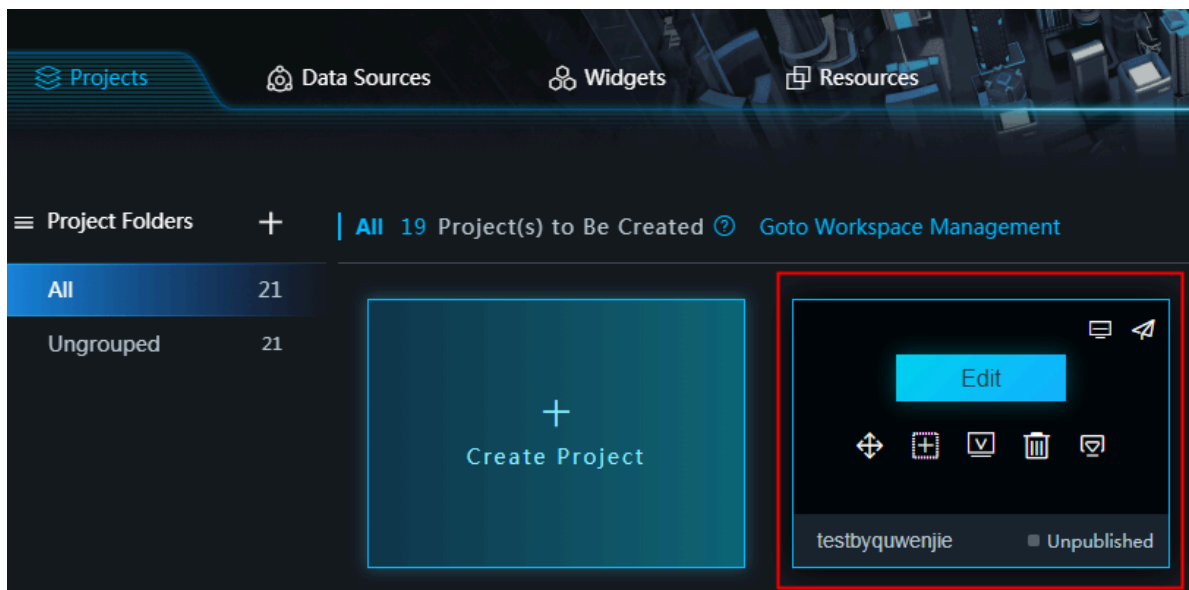 Projects Data Sources Widgets Resources
Project Folders
All 19 Project(s) to Be Created Goto Workspace Management
All 21
Ungrouped 21
Edit
Create Project
testbyquwenjie Unpublished